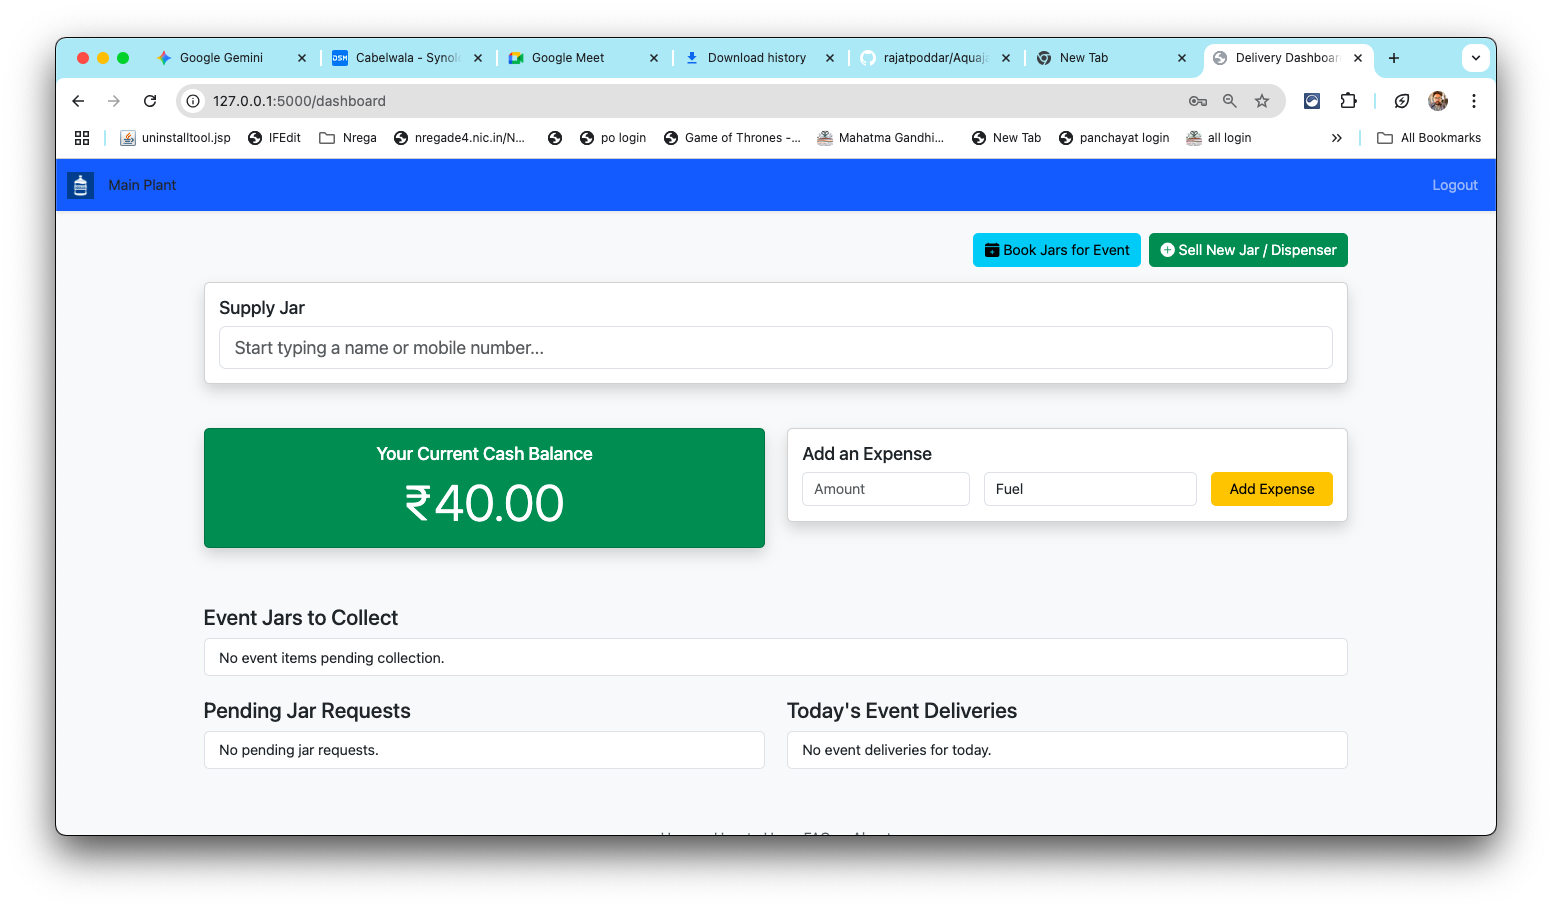 Google Gemini
DSM Cabelwala - Synolo
Google Meet
Download history
rajatpoddar/Aquaja
New Tab
Delivery Dashboar
127.0.0.1:5000/dashboard
uninstalltool.jsp
IFEdit
Nrega
nregade4.nic.in/N...
po login
Game of Thrones -...
Mahatma Gandhi...
New Tab
panchayat login
all login
All Bookmarks
Main Plant
Logout
Book Jars for Event
Sell New Jar / Dispenser
Supply Jar
Start typing a name or mobile number...
Your Current Cash Balance
₹40.00
Add an Expense
Amount
Fuel
Add Expense
Event Jars to Collect
No event items pending collection.
Pending Jar Requests
No pending jar requests.
Today's Event Deliveries
No event deliveries for today.